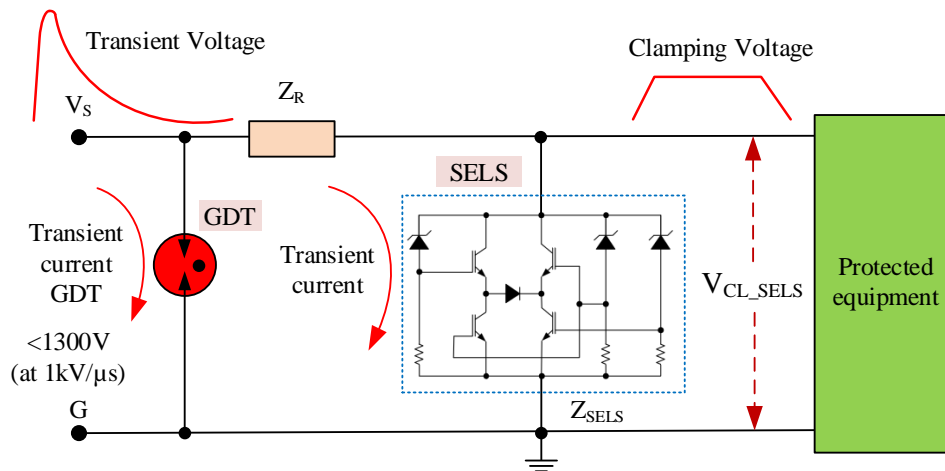 Transient Voltage
Clamping Voltage
V_S
Z_R
SELS
GDT
Transient
current
GDT
Transient
current
<1300V
(at 1kV/µs)
G
Z_SELS
V_CL_SELS
Protected
equipment